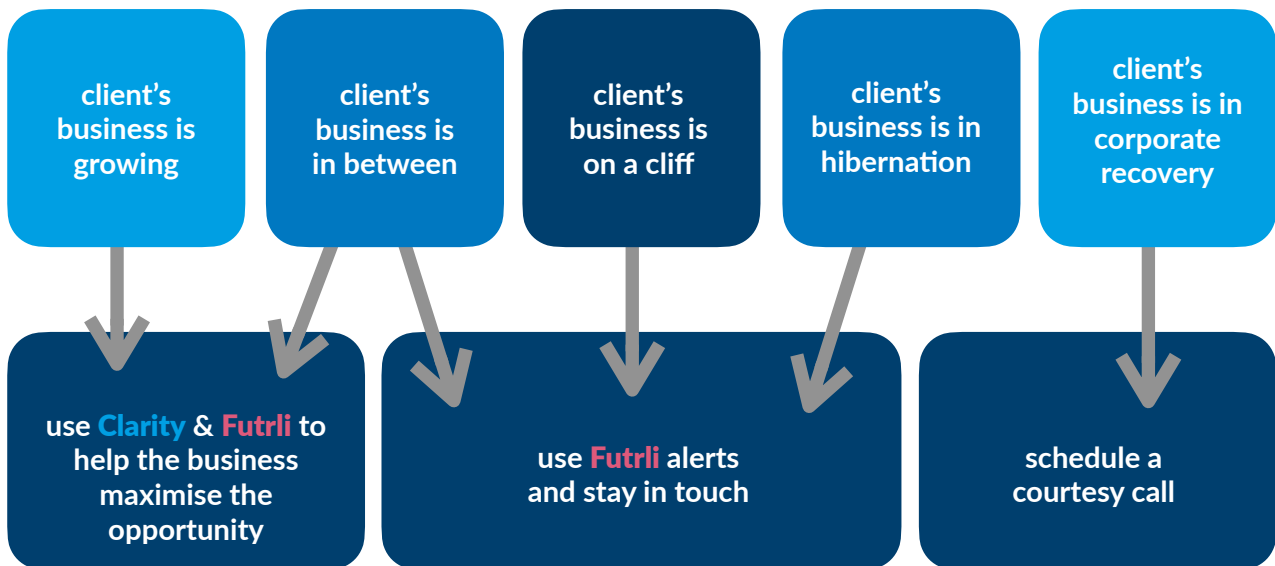 client’s
business is
growing
client’s
business is
in between
client’s
business is
on a cliff
client’s
business is in
hibernation
client’s
business is in
corporate
recovery
use Clarity & Futrli to
help the business
maximise the
opportunity
use Futrli alerts
and stay in touch
schedule a
courtesy call